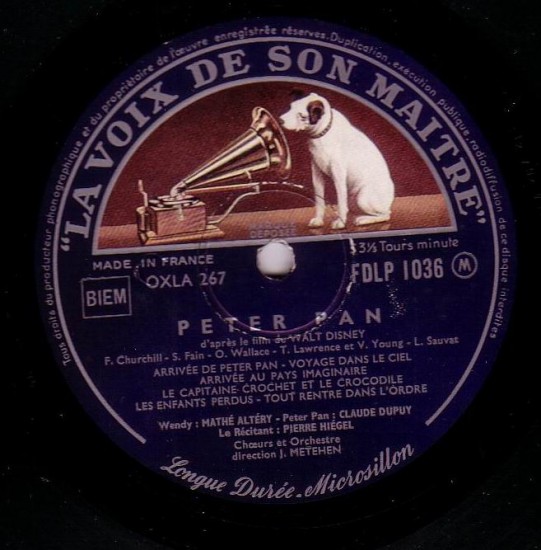 Tous droits du producteur phonographique et du propriétaire de l'œuvre enregistrée réservés. Duplication, exécution publique, radiodiffusion de ce disque interdites
"LA VOIX DE SON MAITRE"
DÉPOSÉE
MADE IN FRANCE
3⅓ Tours minute
OXLA 267
FDLP 1036 M
BIEM
PETER PAN
d'après le film de WALT DISNEY
F. Churchill - S. Fain - O. Wallace - T. Lawrence et V. Young - L. Sauvat
ARRIVÉE DE PETER PAN - VOYAGE DANS LE CIEL
ARRIVÉE AU PAYS IMAGINAIRE
LE CAPITAINE CROCHET ET LE CROCODILE
LES ENFANTS PERDUS - TOUT RENTRE DANS L'ORDRE
Wendy : MATHÉ ALTÉRY - Peter Pan : CLAUDE DUPUY
Le Récitant : PIERRE HIÉGEL
Chœurs et Orchestre
direction J. METEHEN
Longue Durée - Microsillon